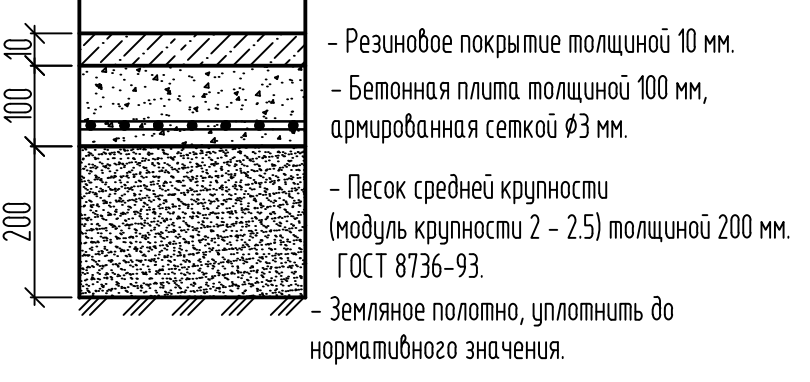 10
– Резиновое покрытие толщиной 10 мм.
100
– Бетонная плита толщиной 100 мм,
армированная сеткой Ø3 мм.
200
– Песок средней крупности
(модуль крупности 2 – 2.5) толщиной 200 мм.
ГОСТ 8736-93.
– Земляное полотно, уплотнить до
нормативного значения.